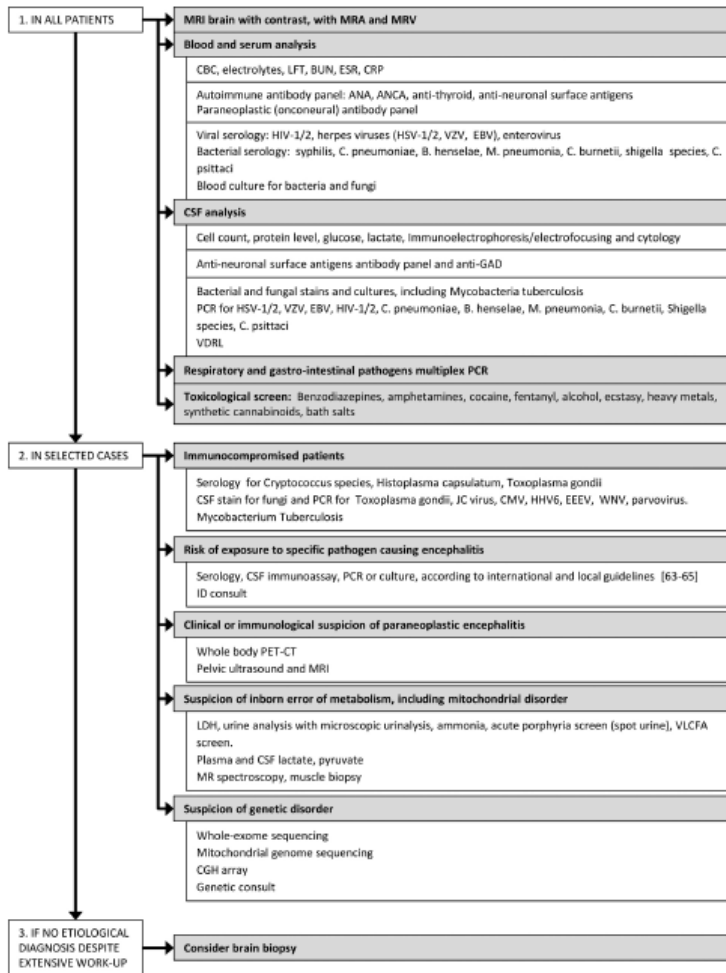 1. IN ALL PATIENTS
MRI brain with contrast, with MRA and MRV
Blood and serum analysis
CBC, electrolytes, LFT, BUN, ESR, CRP
Autoimmune antibody panel: ANA, ANCA, anti-thyroid, anti-neuronal surface antigens
Paraneoplastic (onconeural) antibody panel
Viral serology: HIV-1/2, herpes viruses (HSV-1/2, VZV, EBV), enterovirus
Bacterial serology: syphilis, C. pneumoniae, B. henselae, M. pneumonia, C. burnetii, shigella species, C.
psittaci
Blood culture for bacteria and fungi
CSF analysis
Cell count, protein level, glucose, lactate, Immunoelectrophoresis/electrofocusing and cytology
Anti-neuronal surface antigens antibody panel and anti-GAD
Bacterial and fungal stains and cultures, including Mycobacteria tuberculosis
PCR for HSV-1/2, VZV, EBV, HIV-1/2, C. pneumoniae, B. henselae, M. pneumonia, C. burnetii, Shigella
species, C. psittaci
VDRL
Respiratory and gastro-intestinal pathogens multiplex PCR
Toxicological screen: Benzodiazepines, amphetamines, cocaine, fentanyl, alcohol, ecstasy, heavy metals,
synthetic cannabinoids, bath salts
2. IN SELECTED CASES
Immunocompromised patients
Serology for Cryptococcus species, Histoplasma capsulatum, Toxoplasma gondii
CSF stain for fungi and PCR for Toxoplasma gondii, JC virus, CMV, HHV6, EEEV, WNV, parvovirus.
Mycobacterium Tuberculosis
Risk of exposure to specific pathogen causing encephalitis
Serology, CSF immunoassay, PCR or culture, according to international and local guidelines [63-65]
ID consult
Clinical or immunological suspicion of paraneoplastic encephalitis
Whole body PET-CT
Pelvic ultrasound and MRI
Suspicion of inborn error of metabolism, including mitochondrial disorder
LDH, urine analysis with microscopic urinalysis, ammonia, acute porphyria screen (spot urine), VLCFA
screen.
Plasma and CSF lactate, pyruvate
MR spectroscopy, muscle biopsy
Suspicion of genetic disorder
Whole-exome sequencing
Mitochondrial genome sequencing
CGH array
Genetic consult
3. IF NO ETIOLOGICAL
DIAGNOSIS DESPITE
EXTENSIVE WORK-UP
Consider brain biopsy